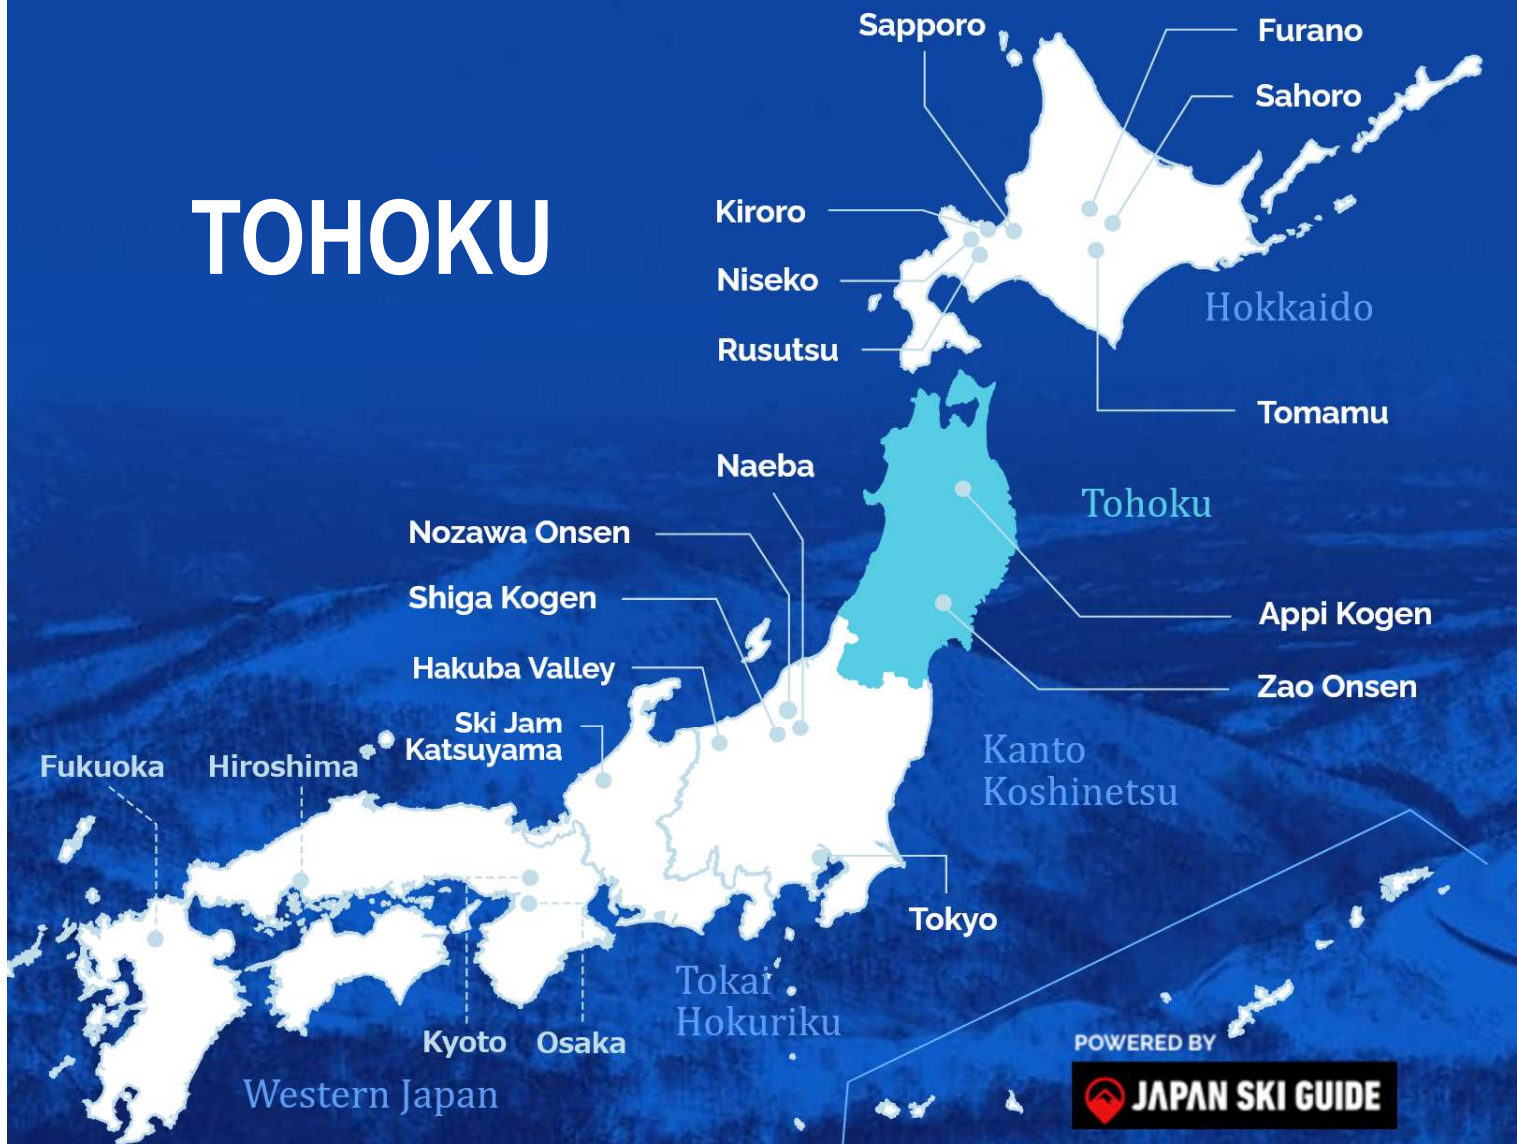 Sapporo
Furano
Sahoro
TOHOKU
Kiroro
Niseko
Hokkaido
Rusutsu
Tomamu
Naeba
Tohoku
Nozawa Onsen
Shiga Kogen
Appi Kogen
Hakuba Valley
Zao Onsen
Ski Jam
Katsuyama
Kanto
Koshinetsu
Fukuoka
Hiroshima
Tokyo
Tokai
Hokuriku
Kyoto
Osaka
Western Japan
POWERED BY
JAPAN SKI GUIDE